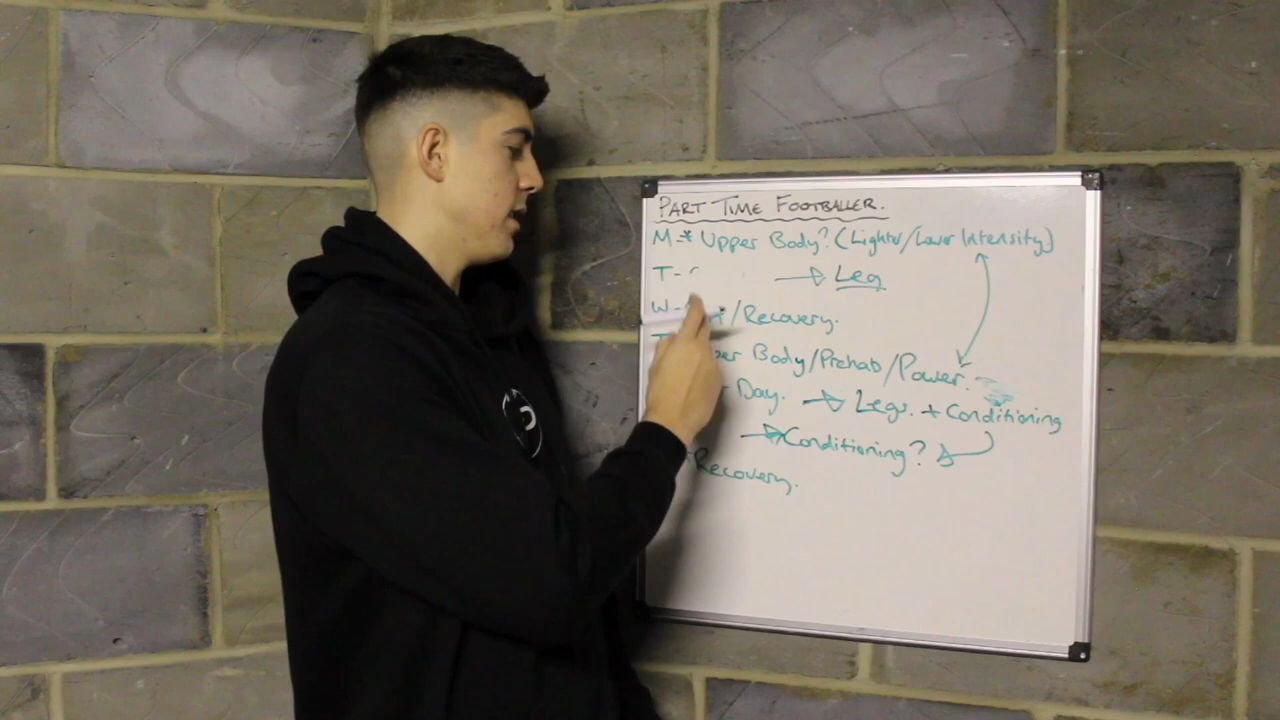 PART TIME FOOTBALLER.
M-* Upper Body? (Lighter/Lower Intensity)
T- → Leg
W- /Recovery.
Body/Prehab/Power.
Day. → Legs. + Conditioning
→ Conditioning?
Recovery.